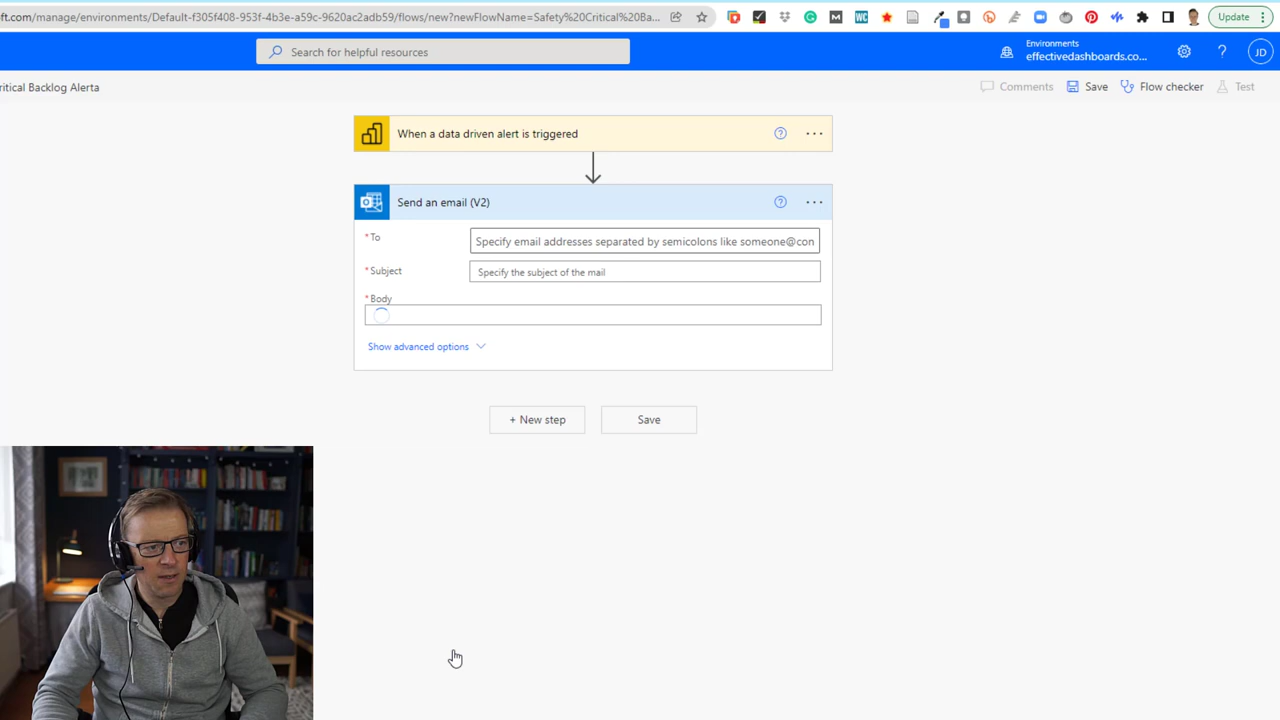 ft.com/manage/environments/Default-f305f408-953f-4b3e-a59c-9620ac2adb59/flows/new?newFlowName=Safety%20Critical%20Ba...
Update
Search for helpful resources
Environments
effectivedashboards.co...
?
JD
ritical Backlog Alerta
Comments
Save
Flow checker
Test
When a data driven alert is triggered
Send an email (V2)
* To
Specify email addresses separated by semicolons like someone@con
* Subject
Specify the subject of the mail
* Body
Show advanced options
+ New step
Save